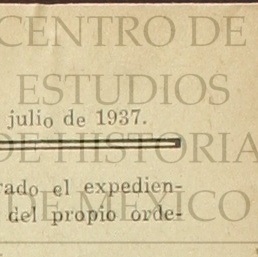 CENTRO DE
ESTUDIOS
julio de 1937.
DE HISTORIA
rado el expedien-
DE MÉXICO
del propio orde-